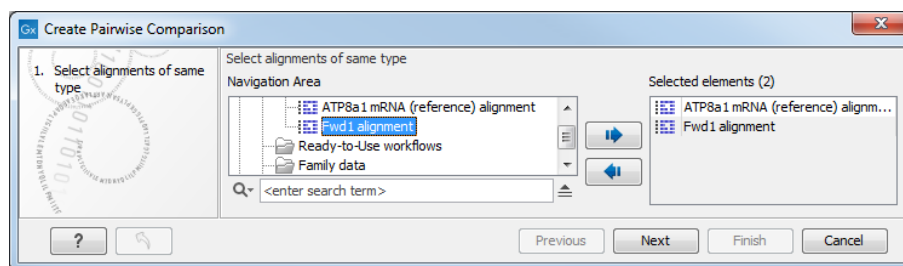 Gx Create Pairwise Comparison
X
1. Select alignments of same
type
Select alignments of same type
Navigation Area
ATP8a1 mRNA (reference) alignment
Fwd1 alignment
Ready-to-Use workflows
Family data
<enter search term>
Selected elements (2)
ATP8a1 mRNA (reference) alignm...
Fwd1 alignment
?
Previous
Next
Finish
Cancel